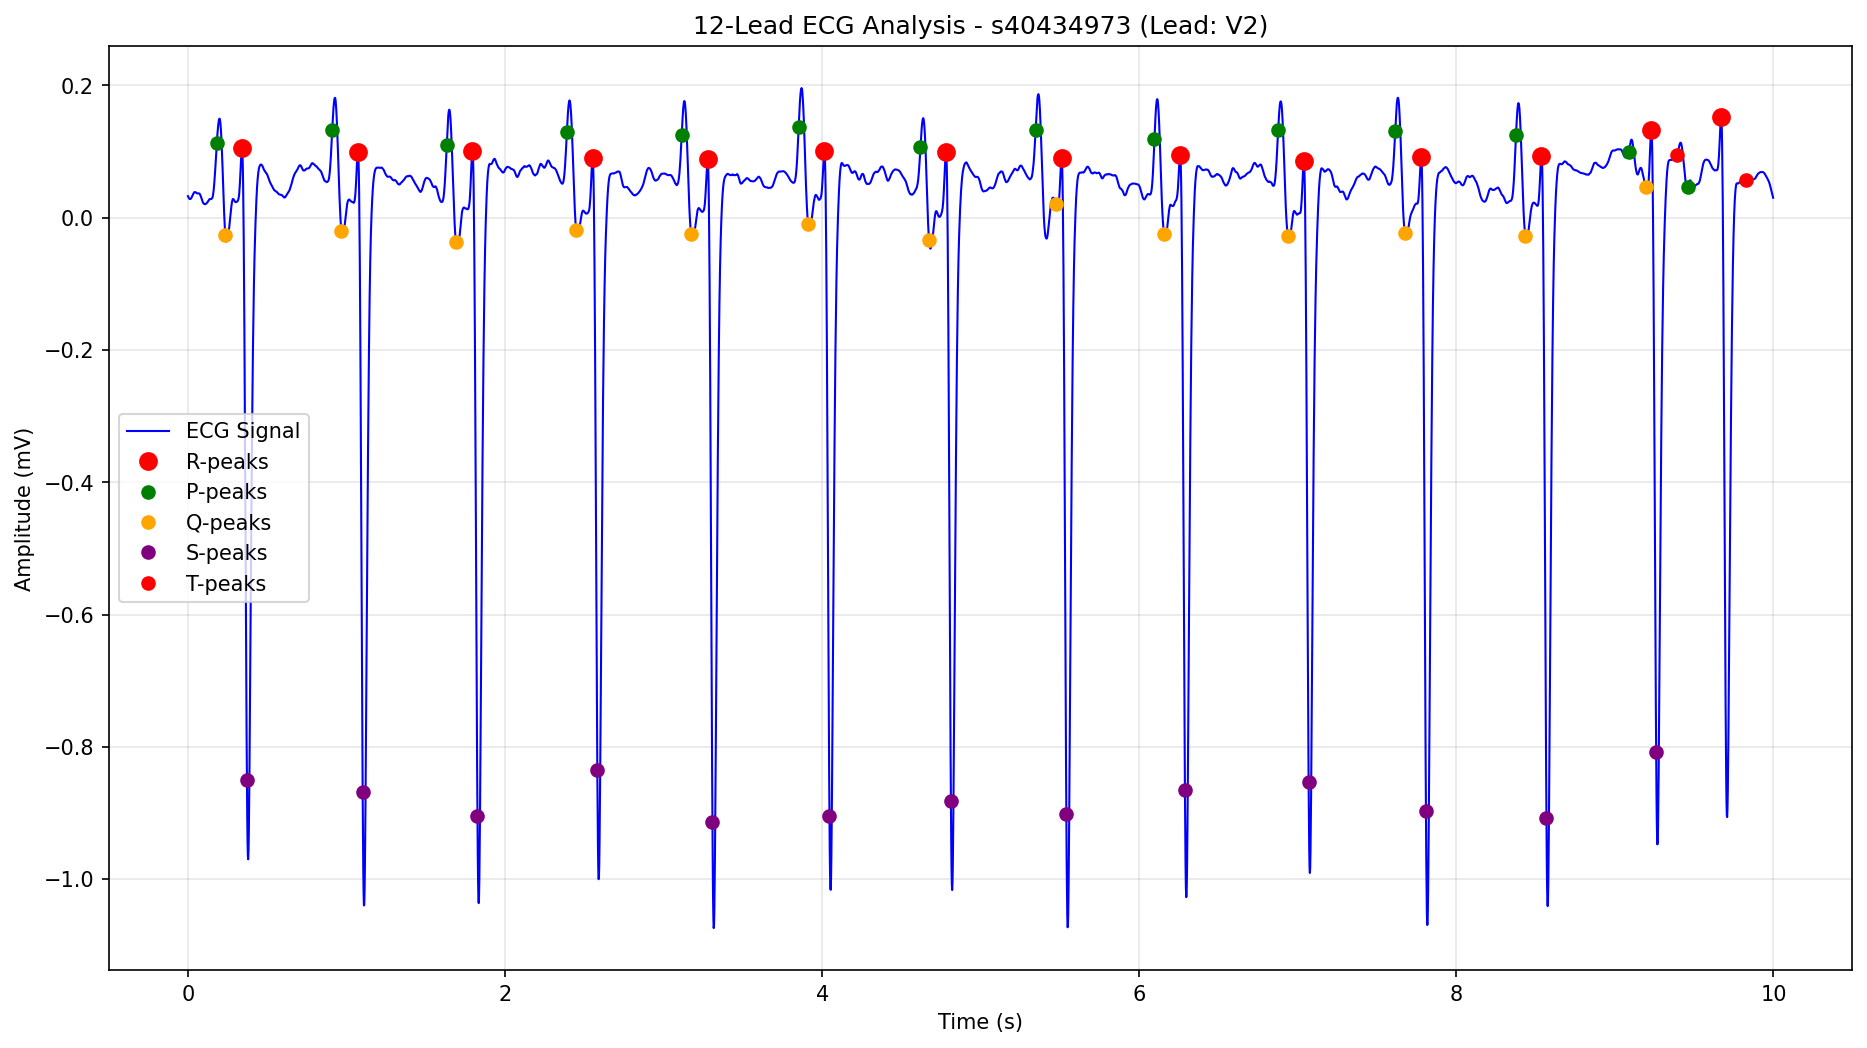 12-Lead ECG Analysis - s40434973 (Lead: V2)
0.2
0.0
−0.2
−0.4
−0.6
−0.8
−1.0
Amplitude (mV)
ECG Signal
R-peaks
P-peaks
Q-peaks
S-peaks
T-peaks
0 2 4 6 8 10
Time (s)